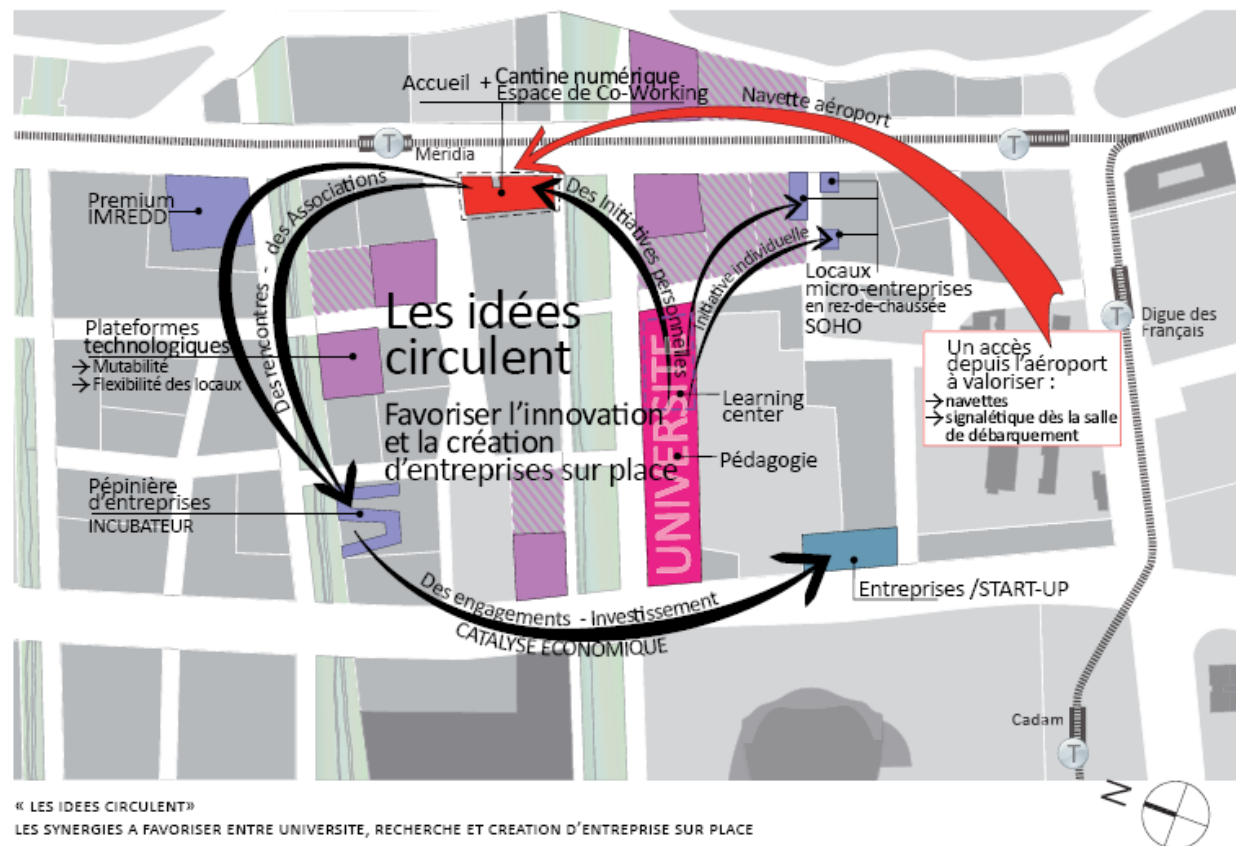 Accueil + Cantine numérique
Espace de Co-Working
Navette aéroport
T
Méridia
T
Premium
IMREDD
Des rencontres - des Associations
Des Initiatives personnelles
Initiative individuelle
Locaux
micro-entreprises
en rez-de-chaussée
SOHO
T
Digue des
Français
Plateformes
technologiques
→ Mutabilité
→ Flexibilité des locaux
Les idées
circulent
Favoriser l'innovation
et la création
d'entreprises sur place
UNIVERSITE
Learning
center
Pédagogie
Un accès
depuis l'aéroport
à valoriser :
→ navettes
→ signalétique dès la salle
de débarquement
Pépinière
d'entreprises
INCUBATEUR
Des engagements - Investissement
CATALYSE ECONOMIQUE
Entreprises /START-UP
Cadam
T
N
« LES IDEES CIRCULENT»
LES SYNERGIES A FAVORISER ENTRE UNIVERSITE, RECHERCHE ET CREATION D'ENTREPRISE SUR PLACE